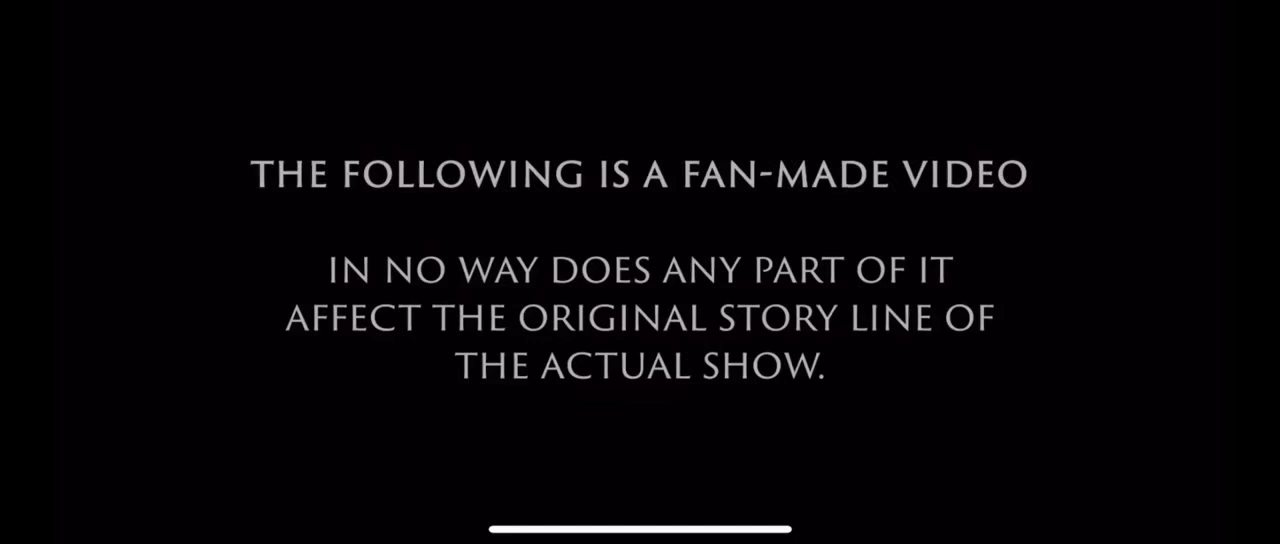 THE FOLLOWING IS A FAN-MADE VIDEO
IN NO WAY DOES ANY PART OF IT
AFFECT THE ORIGINAL STORY LINE OF
THE ACTUAL SHOW.